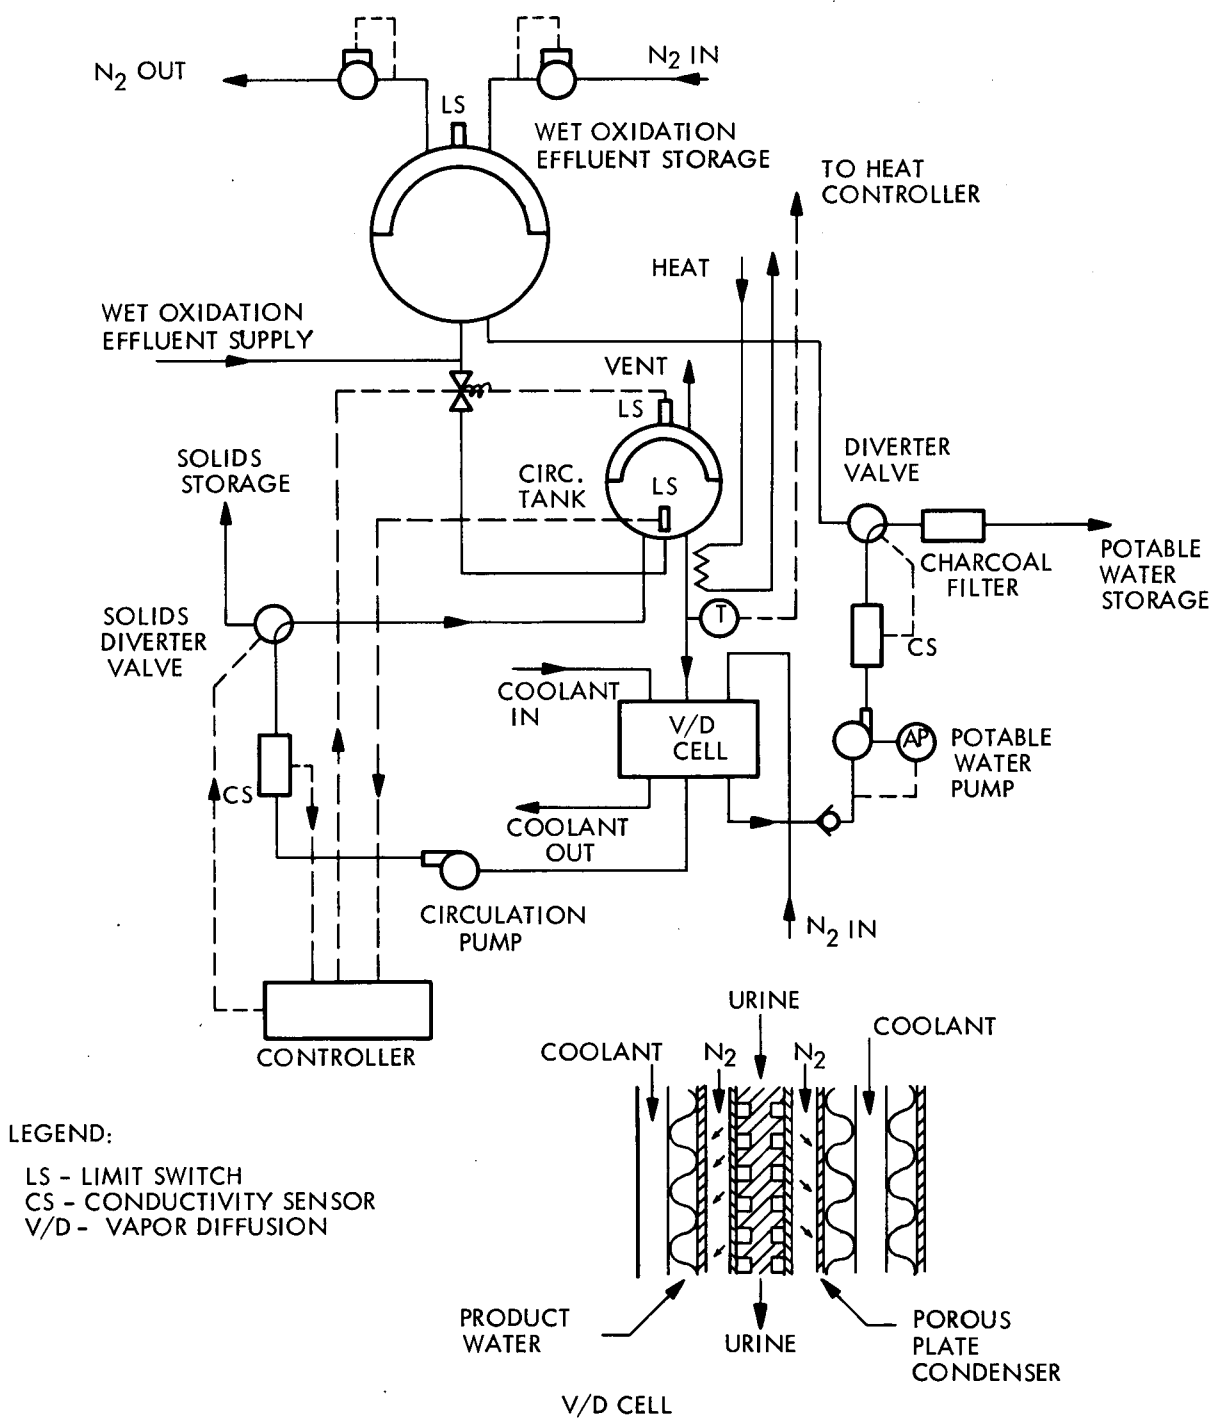 N2 OUT
N2 IN
LS
WET OXIDATION
EFFLUENT STORAGE
TO HEAT
CONTROLLER
HEAT
WET OXIDATION
EFFLUENT SUPPLY
VENT
LS
DIVERTER
VALVE
SOLIDS
STORAGE
CIRC.
TANK
LS
CHARCOAL
FILTER
POTABLE
WATER
STORAGE
SOLIDS
DIVERTER
VALVE
T
CS
COOLANT
IN
V/D
CELL
AP
POTABLE
WATER
PUMP
CS
COOLANT
OUT
CIRCULATION
PUMP
N2 IN
CONTROLLER
URINE
COOLANT
COOLANT
N2
N2
LEGEND:
LS - LIMIT SWITCH
CS - CONDUCTIVITY SENSOR
V/D - VAPOR DIFFUSION
PRODUCT
WATER
URINE
POROUS
PLATE
CONDENSER
V/D CELL